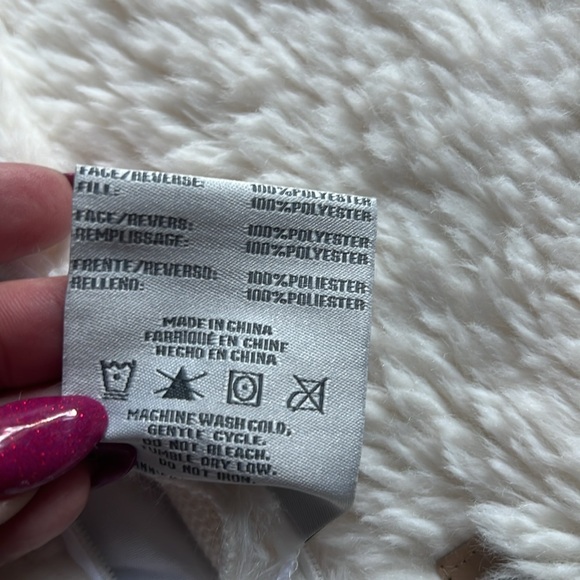 FACE/REVERSE: 100%POLYESTER
FILL: 100%POLYESTER
FACE/REVERS: 100%POLYESTER
REMPLISSAGE: 100%POLYESTER
FRENTE/REVERSO: 100%POLIESTER
RELLENO: 100%POLIESTER
MADE IN CHINA
FABRIQUÉ EN CHINE
HECHO EN CHINA
MACHINE WASH COLD,
GENTLE CYCLE.
DO NOT BLEACH.
TUMBLE DRY LOW.
DO NOT IRON.